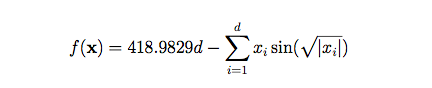 f(x) = 418.9829d − ∑_{i=1}^{d} x_i sin(√|x_i|)